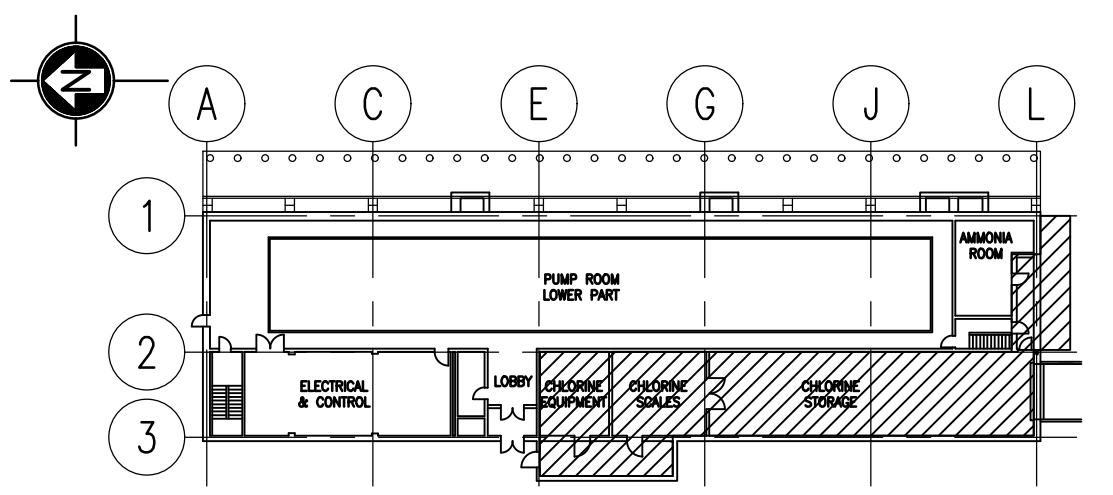 N
A C E G J L
1
AMMONIA
ROOM
PUMP ROOM
LOWER PART
2
ELECTRICAL
& CONTROL
LOBBY
CHLORINE
EQUIPMENT
CHLORINE
SCALES
CHLORINE
STORAGE
3